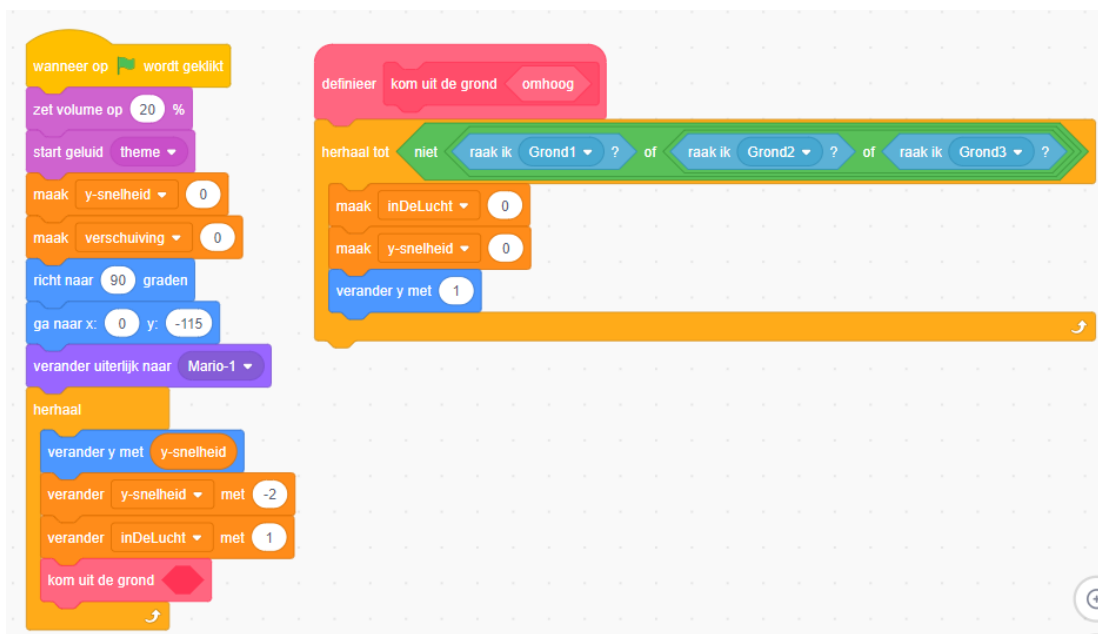 wanneer op wordt geklikt
zet volume op 20 %
start geluid theme
maak y-snelheid 0
maak verschuiving 0
richt naar 90 graden
ga naar x: 0 y: -115
verander uiterlijk naar Mario-1
herhaal
verander y met y-snelheid
verander y-snelheid met -2
verander inDeLucht met 1
kom uit de grond
definieer kom uit de grond omhoog
herhaal tot niet raak ik Grond1 ? of raak ik Grond2 ? of raak ik Grond3 ?
maak inDeLucht 0
maak y-snelheid 0
verander y met 1